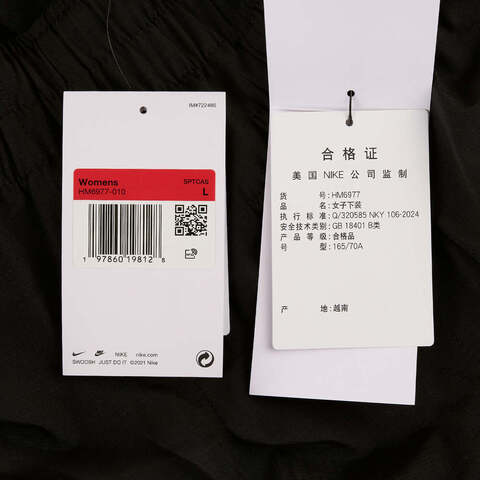 IM#722486
Womens
SPTCAS
HM6977-010
L
1 97860 19812 8
NIKE
nike.com
SWOOSH JUST DO IT ©2021 Nike
合格证
美国 NIKE 公司监制
货号: HM6977
品名: 女子下装
执行标准: Q/320585 NKY 106-2024
安全技术类别: GB 18401 B类
产品等级: 合格品
号型: 165/70A
产地: 越南